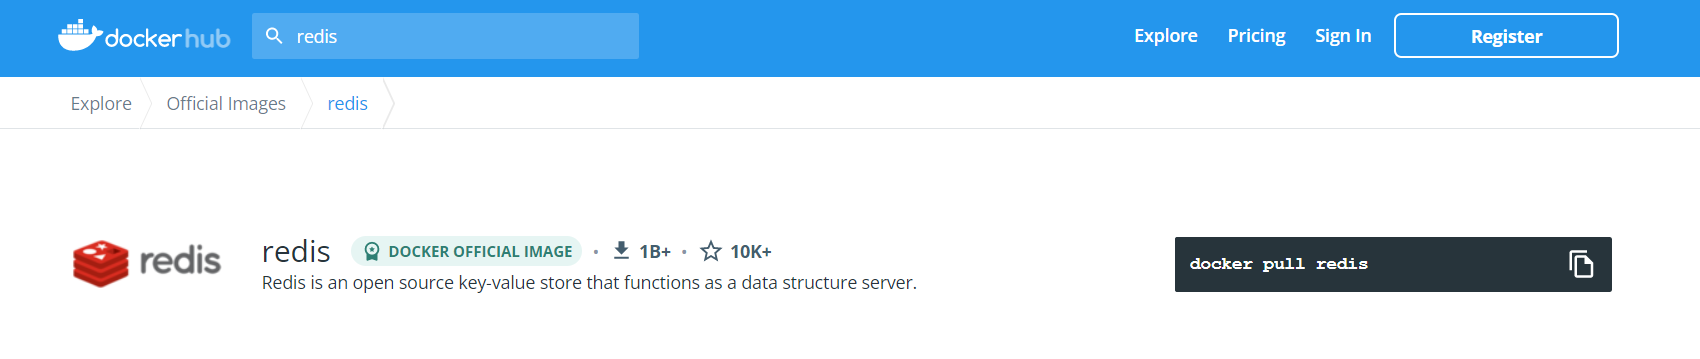 docker hub
redis
Explore
Pricing
Sign In
Register
Explore
Official Images
redis
redis
redis
DOCKER OFFICIAL IMAGE
1B+
10K+
Redis is an open source key-value store that functions as a data structure server.
docker pull redis